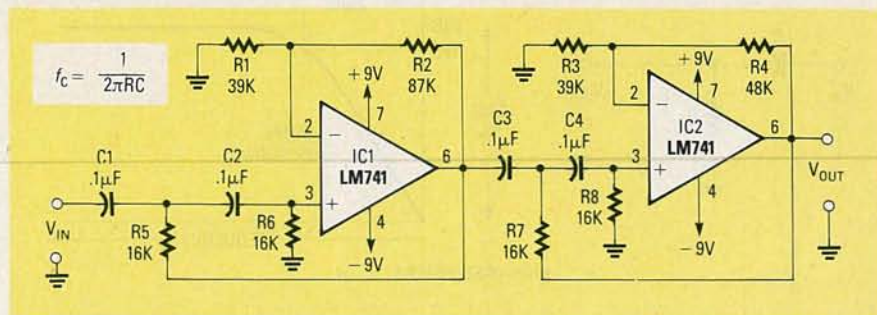 fC = 1
2πRC
R1
39K
R2
87K
+9V
7
2
−
IC1
LM741
6
3
+
4
−9V
C1
.1μF
C2
.1μF
VIN
R5
16K
R6
16K
R3
39K
R4
48K
+9V
7
2
−
IC2
LM741
6
3
+
4
−9V
C3
.1μF
C4
.1μF
R7
16K
R8
16K
VOUT